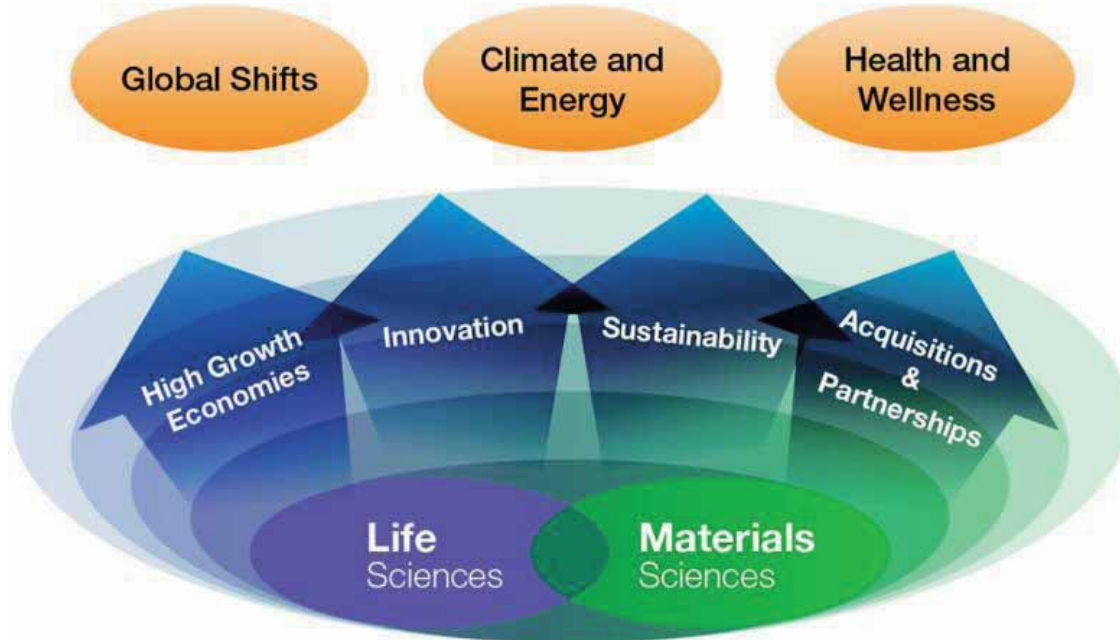 Global Shifts
Climate and
Energy
Health and
Wellness
High Growth
Economies
Innovation
Sustainability
Acquisitions
&
Partnerships
Life
Sciences
Materials
Sciences